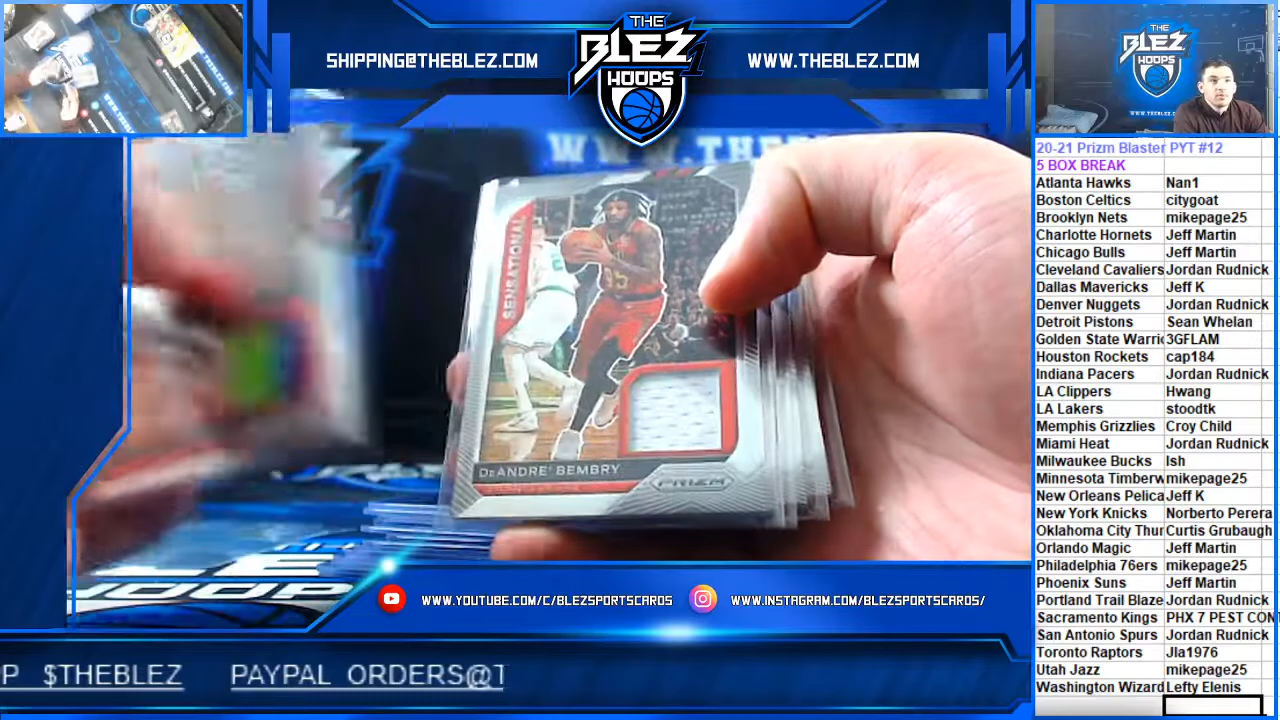 SHIPPING@THEBLEZ.COM
THE
BLEZ
HOOPS
WWW.THEBLEZ.COM
BLEZ
20-21 Prizm Blaster PYT #12
5 BOX BREAK
Atlanta Hawks Nan1
Boston Celtics citygoat
Brooklyn Nets mikepage25
Charlotte Hornets Jeff Martin
Chicago Bulls Jeff Martin
Cleveland Cavaliers Jordan Rudnick
Dallas Mavericks Jeff K
Denver Nuggets Jordan Rudnick
Detroit Pistons Sean Whelan
Golden State Warric 3GFLAM
Houston Rockets cap184
Indiana Pacers Jordan Rudnick
LA Clippers Hwang
LA Lakers stoodtk
Memphis Grizzlies Croy Child
Miami Heat Jordan Rudnick
Milwaukee Bucks Ish
Minnesota Timberw mikepage25
New Orleans Pelica Jeff K
New York Knicks Norberto Perera
Oklahoma City Thur Curtis Grubaugh
Orlando Magic Jeff Martin
Philadelphia 76ers mikepage25
Phoenix Suns Jeff Martin
Portland Trail Blaze Jordan Rudnick
Sacramento Kings PHX 7 PEST CONT
San Antonio Spurs Jordan Rudnick
Toronto Raptors Jla1976
Utah Jazz mikepage25
Washington Wizard Lefty Elenis
WWW.THE
SENSATIONAL
35
DeANDRE' BEMBRY
PRIZM
WWW.YOUTUBE.COM/C/BLEZSPORTSCARDS
WWW.INSTAGRAM.COM/BLEZSPORTSCARDS/
P $THEBLEZ PAYPAL ORDERS@T